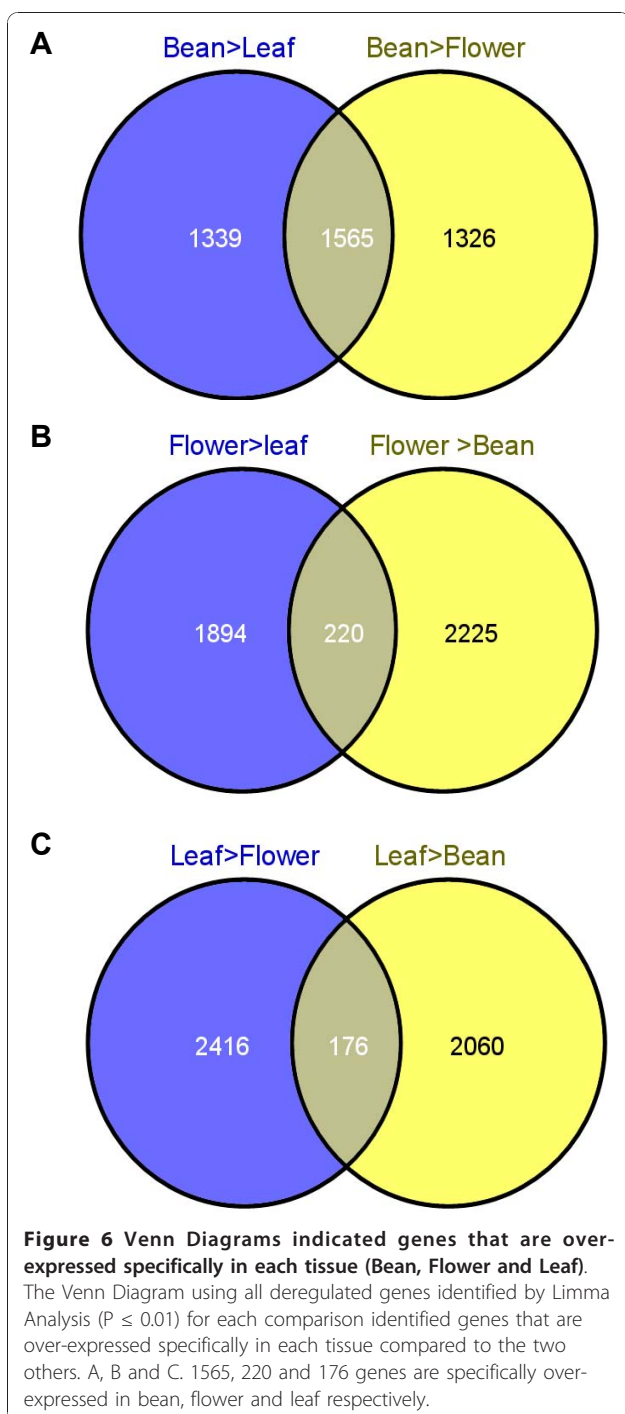 A
Bean>Leaf Bean>Flower
1339 1565 1326
B
Flower>leaf Flower >Bean
1894 220 2225
C
Leaf>Flower Leaf>Bean
2416 176 2060
Figure 6 Venn Diagrams indicated genes that are over-
expressed specifically in each tissue (Bean, Flower and Leaf).
The Venn Diagram using all deregulated genes identified by Limma
Analysis (P ≤ 0.01) for each comparison identified genes that are
over-expressed specifically in each tissue compared to the two
others. A, B and C. 1565, 220 and 176 genes are specifically over-
expressed in bean, flower and leaf respectively.